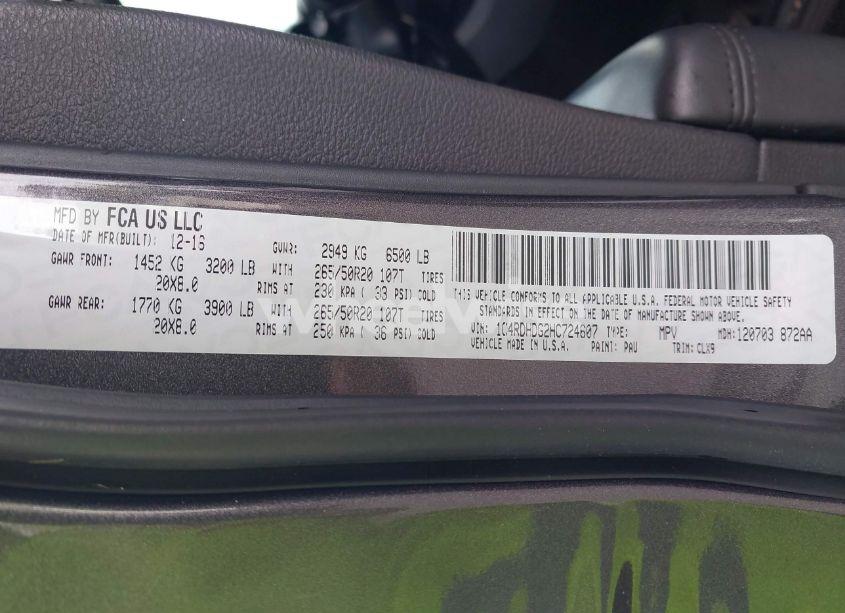 MFD BY FCA US LLC
DATE OF MFR(BUILT): 12-16 GVWR: 2949 KG 6500 LB
GAWR FRONT: 1452 KG 3200 LB WITH 265/50R20 107T TIRES
20X8.0 RIMS AT 230 KPA ( 33 PSI) COLD
GAWR REAR: 1770 KG 3900 LB WITH 265/50R20 107T TIRES
20X8.0 RIMS AT 250 KPA ( 36 PSI) COLD
THIS VEHICLE CONFORMS TO ALL APPLICABLE U.S.A. FEDERAL MOTOR VEHICLE SAFETY
STANDARDS IN EFFECT ON THE DATE OF MANUFACTURE SHOWN ABOVE.
VIN: 1C4RDHDG2HC724607 TYPE: MPV MDH: 120703 872AA
VEHICLE MADE IN U.S.A. PAINT: PAU TRIM: CLX9